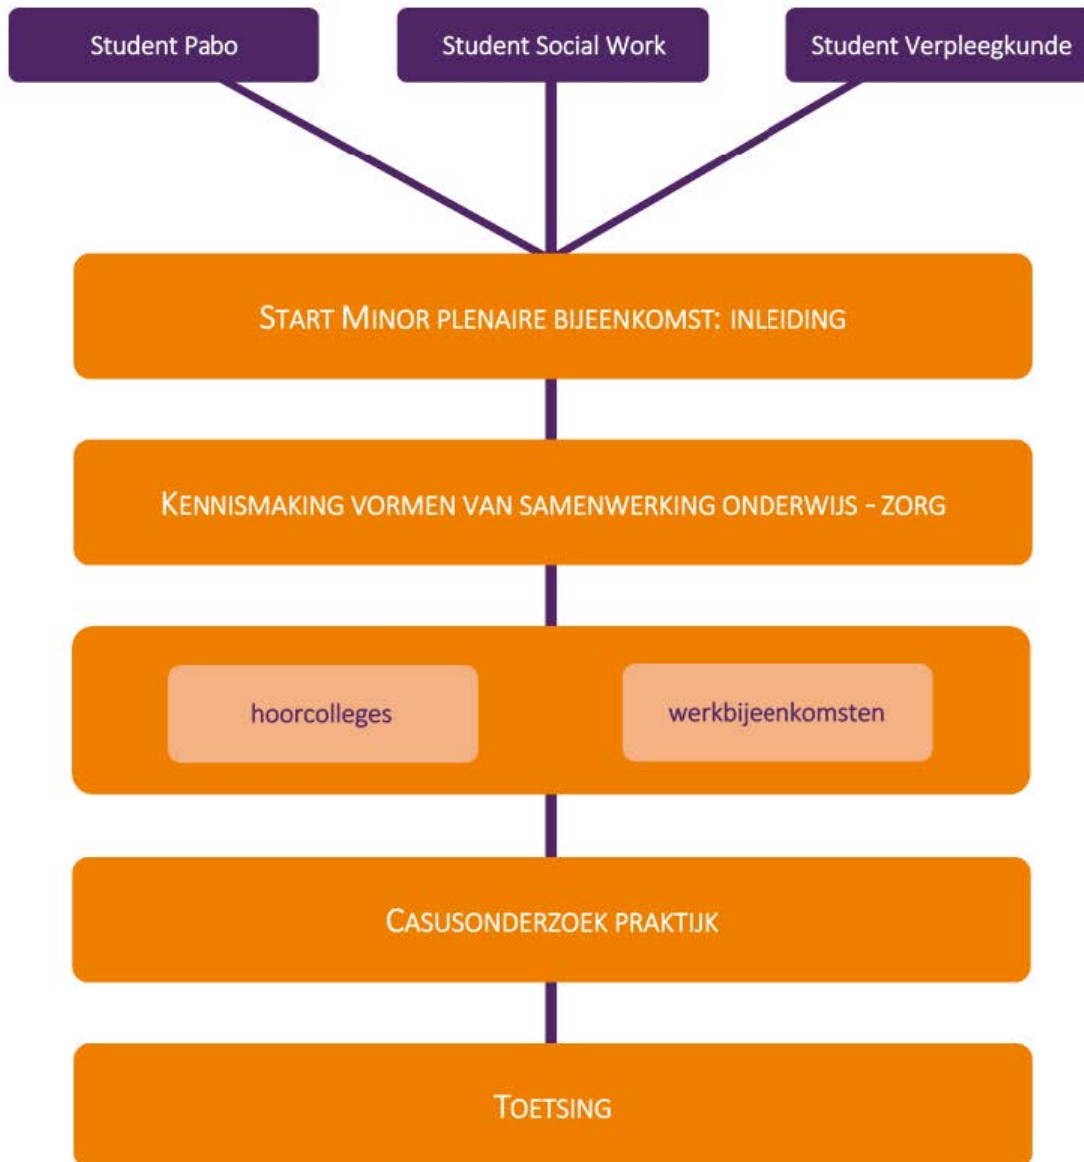 Student Pabo
Student Social Work
Student Verpleegkunde
START MINOR PLENAIRE BIJEENKOMST: INLEIDING
KENNISMAKING VORMEN VAN SAMENWERKING ONDERWIJS - ZORG
hoorcolleges
werkbijeenkomsten
CASUSONDERZOEK PRAKTIJK
TOETSING